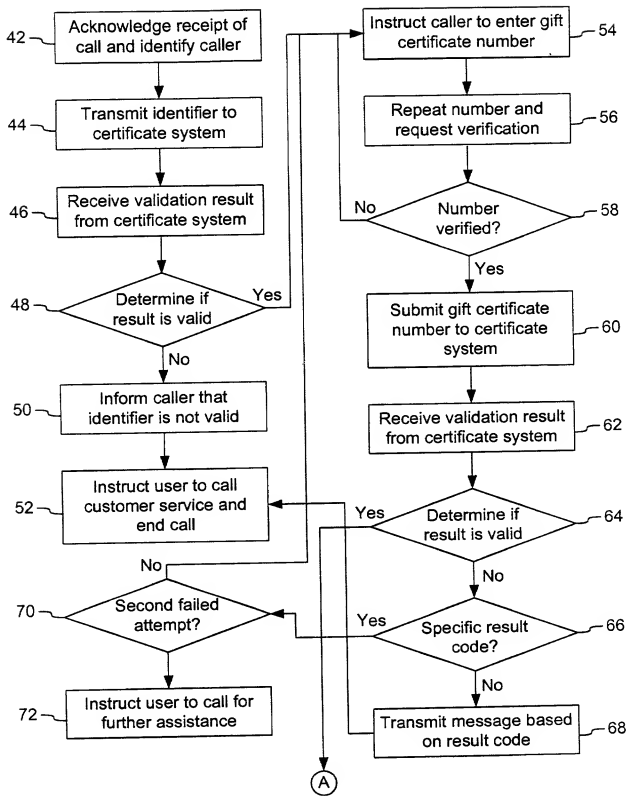 42
Acknowledge receipt of
call and identify caller
44
Transmit identifier to
certificate system
46
Receive validation result
from certificate system
48
Determine if
result is valid
Yes
No
50
Inform caller that
identifier is not valid
52
Instruct user to call
customer service and
end call
No
70
Second failed
attempt?
72
Instruct user to call for
further assistance
Instruct caller to enter gift
certificate number
54
Repeat number and
request verification
56
No
Number
verified?
58
Yes
Submit gift certificate
number to certificate
system
60
Receive validation result
from certificate system
62
Yes
Determine if
result is valid
64
No
Yes
Specific result
code?
66
No
Transmit message based
on result code
68
A